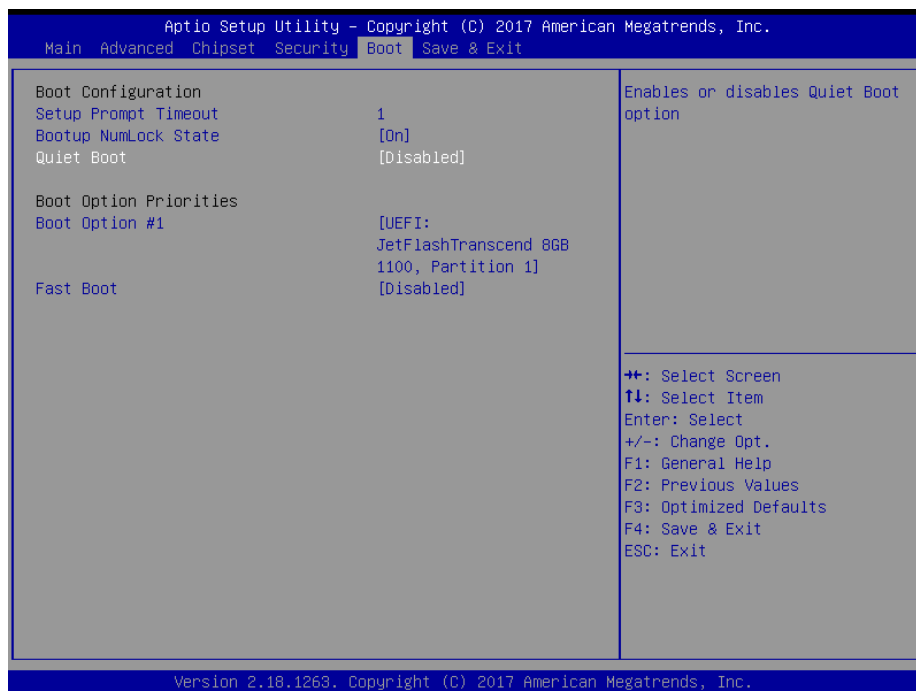 Aptio Setup Utility – Copyright (C) 2017 American Megatrends, Inc.
Main Advanced Chipset Security Boot Save & Exit
Boot Configuration
Setup Prompt Timeout 1
Bootup NumLock State [On]
Quiet Boot [Disabled]
Boot Option Priorities
Boot Option #1 [UEFI:
JetFlashTranscend 8GB
1100, Partition 1]
Fast Boot [Disabled]
Enables or disables Quiet Boot
option
→←: Select Screen
↑↓: Select Item
Enter: Select
+/-: Change Opt.
F1: General Help
F2: Previous Values
F3: Optimized Defaults
F4: Save & Exit
ESC: Exit
Version 2.18.1263. Copyright (C) 2017 American Megatrends, Inc.